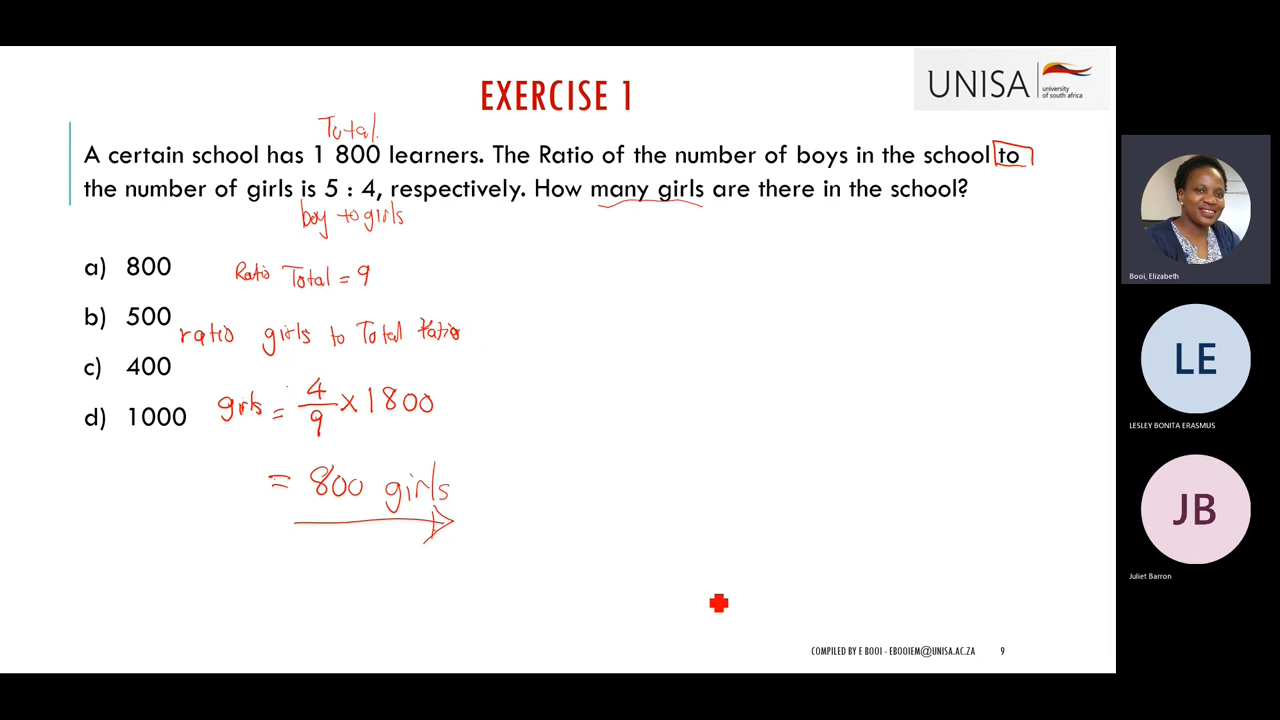 EXERCISE 1
UNISA
university
of south africa
Total.
A certain school has 1 800 learners. The Ratio of the number of boys in the school to
the number of girls is 5 : 4, respectively. How many girls are there in the school?
boy to girls
a) 800
Ratio Total = 9
b) 500
ratio girls to Total ratio
c) 400
girls = 4/9 × 1800
d) 1000
= 800 girls
COMPILED BY E BOOI - EBOOIEM@UNISA.AC.ZA 9
Booi, Elizabeth
LE
LESLEY BONITA ERASMUS
JB
Juliet Barron